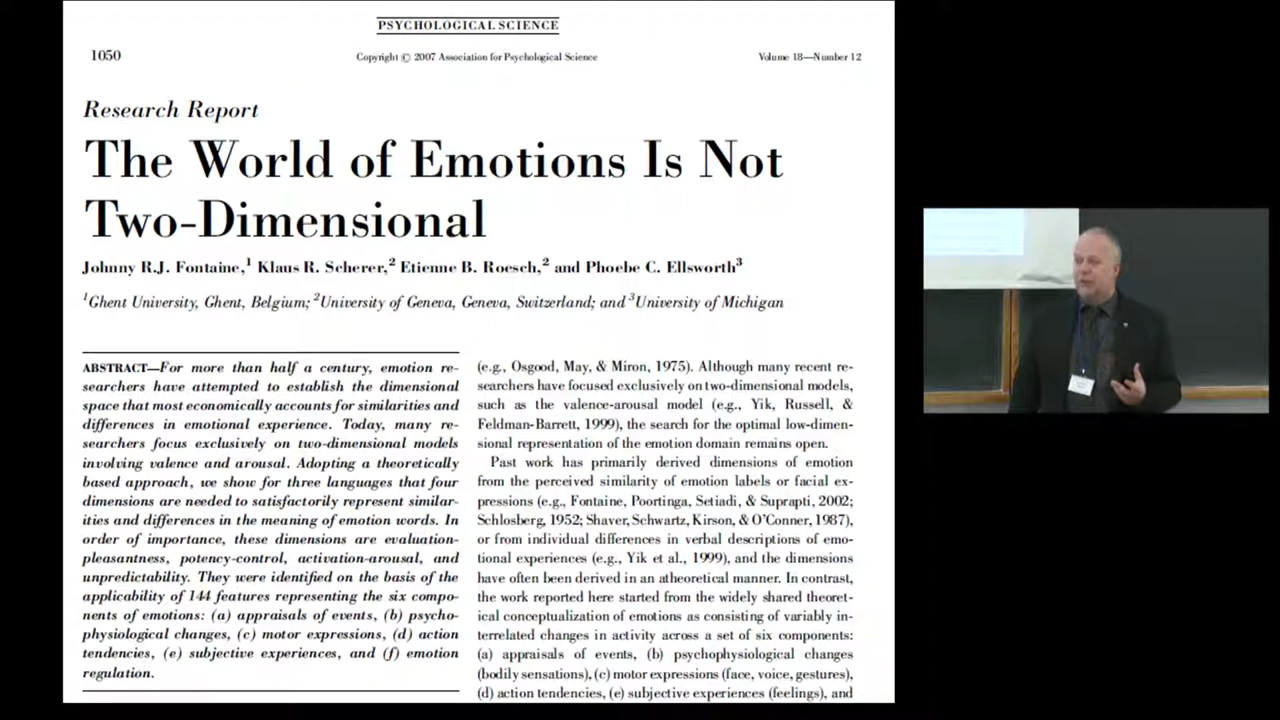 PSYCHOLOGICAL SCIENCE
1050
Copyright © 2007 Association for Psychological Science
Volume 18—Number 12
Research Report
The World of Emotions Is Not
Two-Dimensional
Johnny R.J. Fontaine,1 Klaus R. Scherer,2 Etienne B. Roesch,2 and Phoebe C. Ellsworth3
1Ghent University, Ghent, Belgium; 2University of Geneva, Geneva, Switzerland; and 3University of Michigan
ABSTRACT—For more than half a century, emotion re-
searchers have attempted to establish the dimensional
space that most economically accounts for similarities and
differences in emotional experience. Today, many re-
searchers focus exclusively on two-dimensional models
involving valence and arousal. Adopting a theoretically
based approach, we show for three languages that four
dimensions are needed to satisfactorily represent similar-
ities and differences in the meaning of emotion words. In
order of importance, these dimensions are evaluation-
pleasantness, potency-control, activation-arousal, and
unpredictability. They were identified on the basis of the
applicability of 144 features representing the six compo-
nents of emotions: (a) appraisals of events, (b) psycho-
physiological changes, (c) motor expressions, (d) action
tendencies, (e) subjective experiences, and (f) emotion
regulation.
(e.g., Osgood, May, & Miron, 1975). Although many recent re-
searchers have focused exclusively on two-dimensional models,
such as the valence-arousal model (e.g., Yik, Russell, &
Feldman-Barrett, 1999), the search for the optimal low-dimen-
sional representation of the emotion domain remains open.
Past work has primarily derived dimensions of emotion
from the perceived similarity of emotion labels or facial ex-
pressions (e.g., Fontaine, Poortinga, Setiadi, & Suprapti, 2002;
Schlosberg, 1952; Shaver, Schwartz, Kirson, & O'Conner, 1987),
or from individual differences in verbal descriptions of emo-
tional experiences (e.g., Yik et al., 1999), and the dimensions
have often been derived in an atheoretical manner. In contrast,
the work reported here started from the widely shared theoret-
ical conceptualization of emotions as consisting of variably in-
terrelated changes in activity across a set of six components:
(a) appraisals of events, (b) psychophysiological changes
(bodily sensations), (c) motor expressions (face, voice, gestures),
(d) action tendencies, (e) subjective experiences (feelings), and